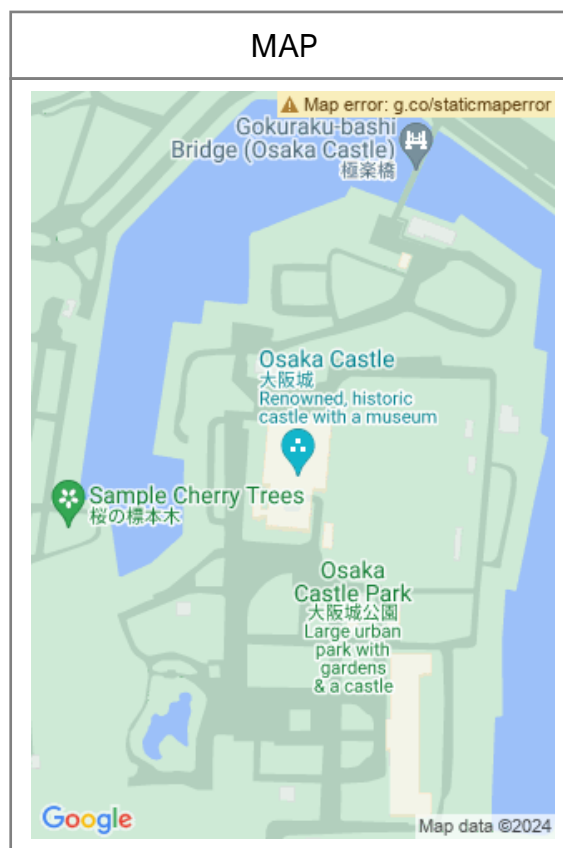 MAP
Map error: g.co/staticmaperror
Gokuraku-bashi
Bridge (Osaka Castle)
極楽橋
Osaka Castle
大阪城
Renowned, historic
castle with a museum
Sample Cherry Trees
桜の標本木
Osaka
Castle Park
大阪城公園
Large urban
park with
gardens
& a castle
Google
Map data ©2024